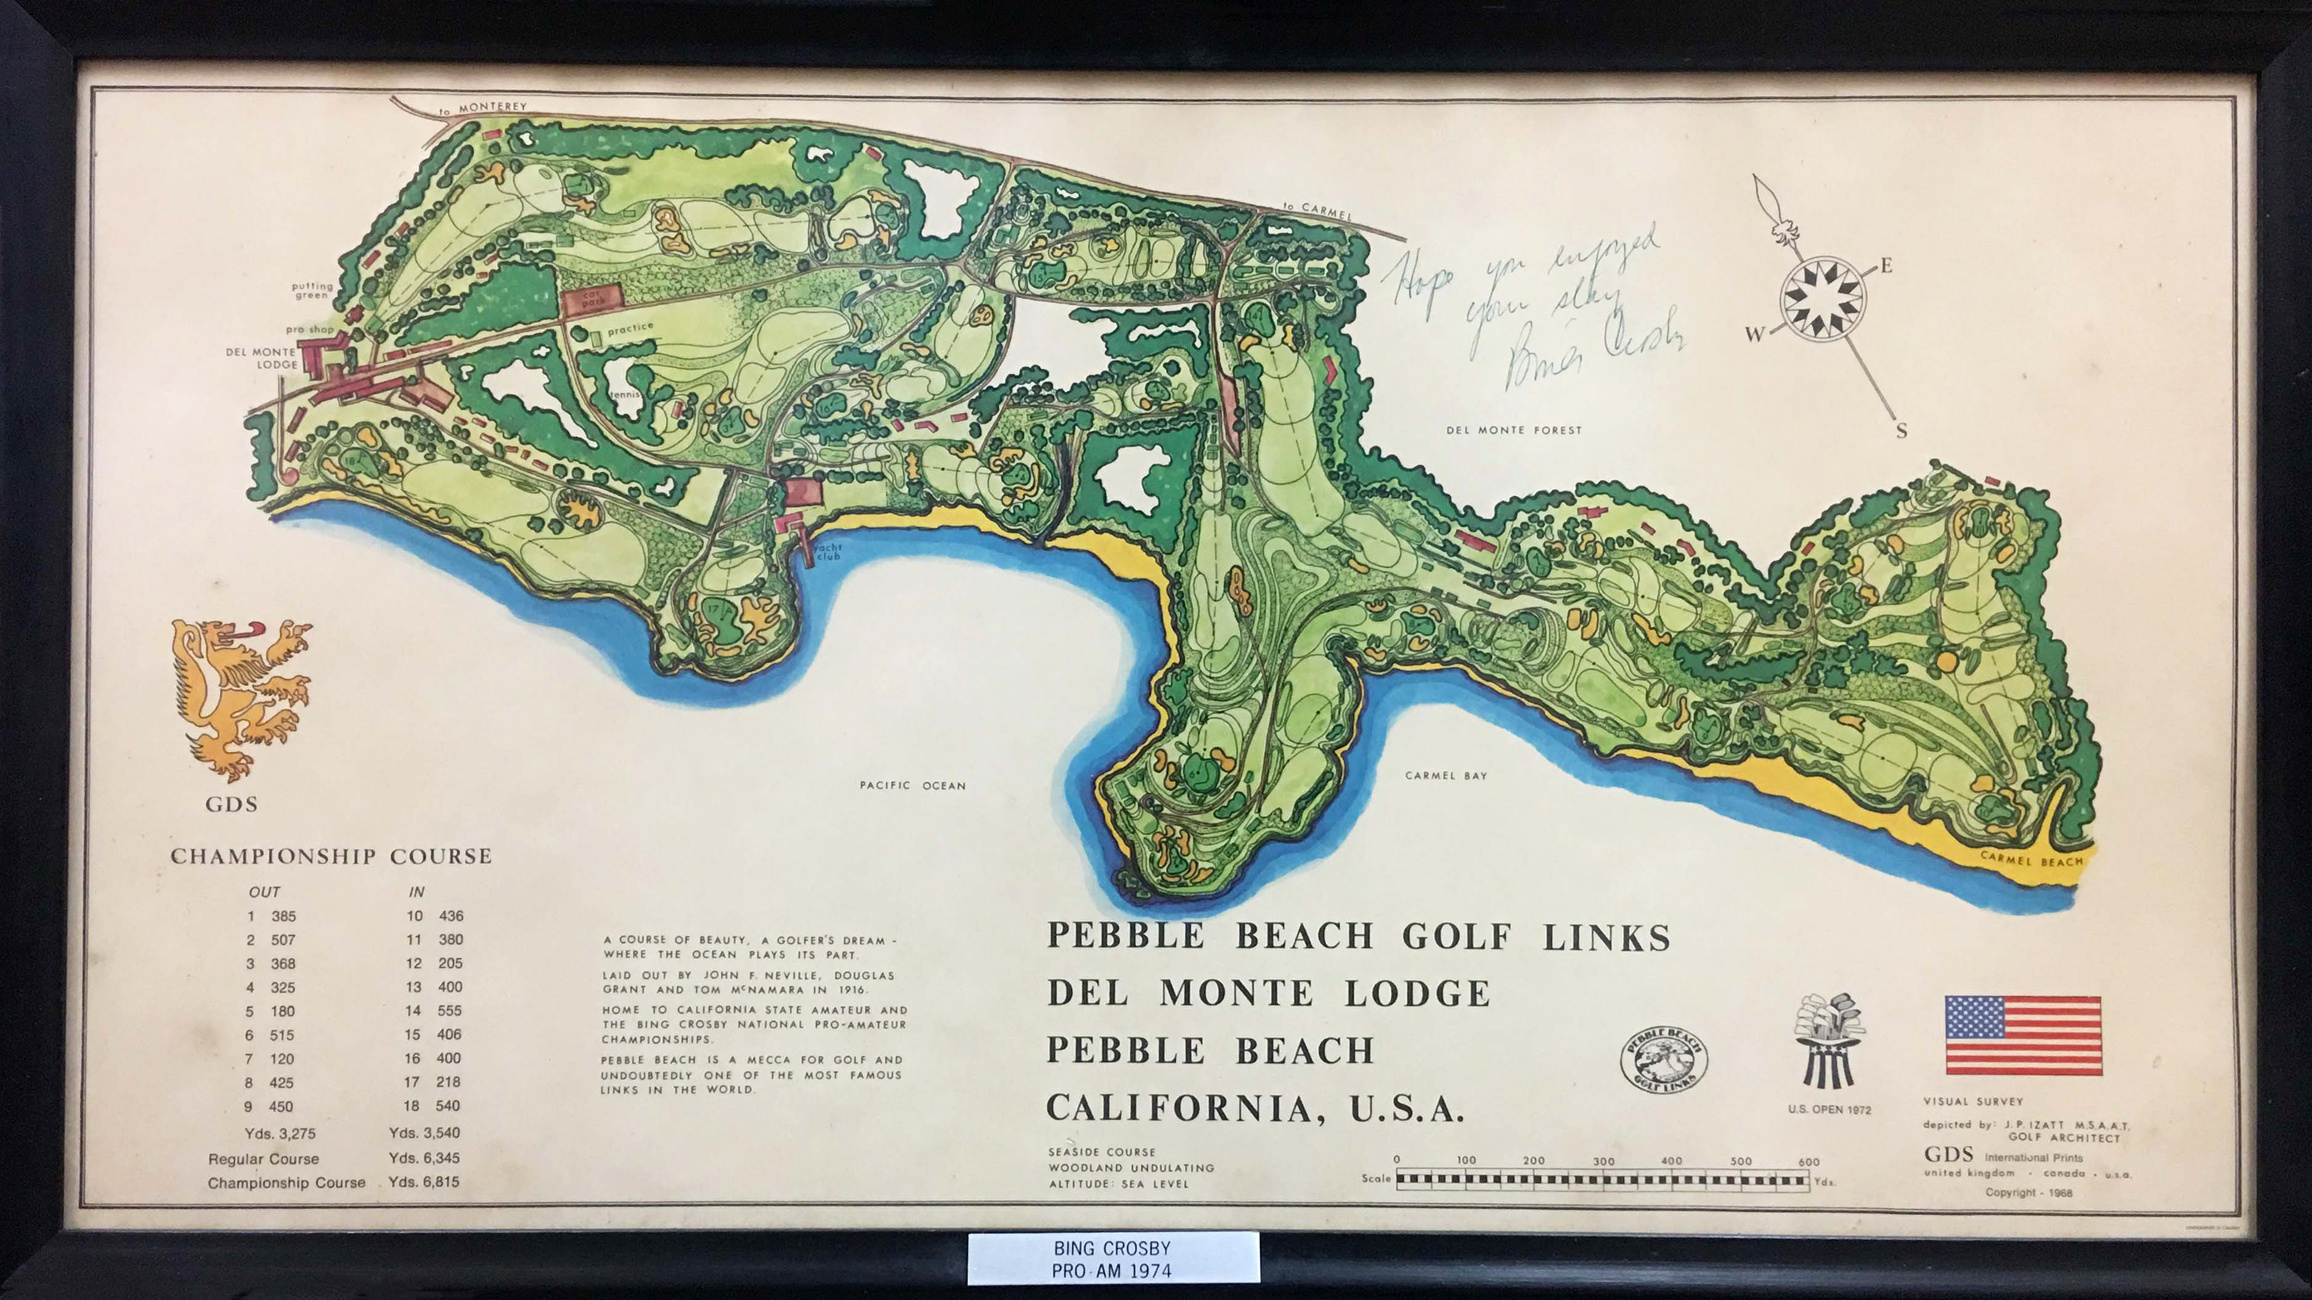 to MONTEREY
to CARMEL
putting
green
pro shop
DEL MONTE
LODGE
car
park
practice
tennis
yacht
club
15
18
17
Hope you enjoyed
your stay
Bing Crosby
E
W
S
DEL MONTE FOREST
PACIFIC OCEAN
CARMEL BAY
CARMEL BEACH
GDS
CHAMPIONSHIP COURSE
OUT IN
1 385 10 436
2 507 11 380
3 368 12 205
4 325 13 400
5 180 14 555
6 515 15 406
7 120 16 400
8 425 17 218
9 450 18 540
Yds. 3,275 Yds. 3,540
Regular Course Yds. 6,345
Championship Course Yds. 6,815
A COURSE OF BEAUTY, A GOLFER'S DREAM -
WHERE THE OCEAN PLAYS ITS PART.
LAID OUT BY JOHN F. NEVILLE, DOUGLAS
GRANT AND TOM McNAMARA IN 1916.
HOME TO CALIFORNIA STATE AMATEUR AND
THE BING CROSBY NATIONAL PRO-AMATEUR
CHAMPIONSHIPS.
PEBBLE BEACH IS A MECCA FOR GOLF AND
UNDOUBTEDLY ONE OF THE MOST FAMOUS
LINKS IN THE WORLD.
PEBBLE BEACH GOLF LINKS
DEL MONTE LODGE
PEBBLE BEACH
CALIFORNIA, U.S.A.
SEASIDE COURSE
WOODLAND UNDULATING
ALTITUDE: SEA LEVEL
0 100 200 300 400 500 600
Scale Yds.
PEBBLE BEACH
GOLF LINKS
U.S. OPEN 1972
VISUAL SURVEY
depicted by: J. P. IZATT M.S.A.A.T.
GOLF ARCHITECT
GDS International Prints
united kingdom - canada - u.s.a.
Copyright - 1968
BING CROSBY
PRO-AM 1974